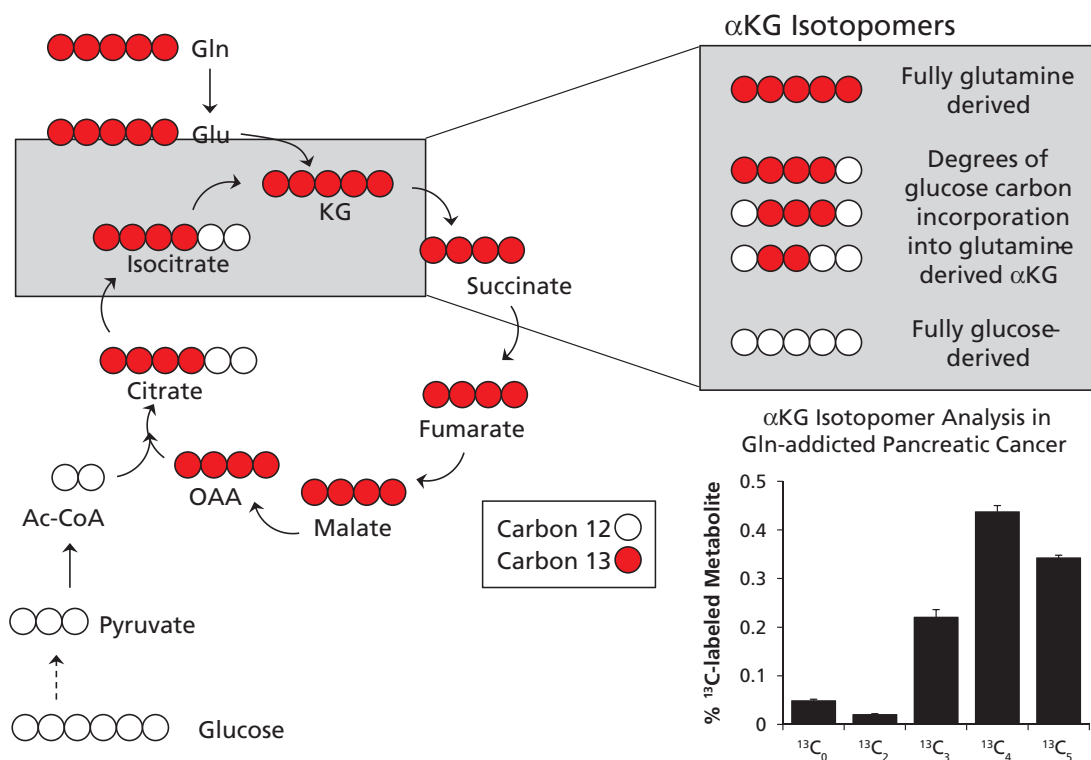 Gln
Glu
KG
Isocitrate
Succinate
Citrate
Fumarate
OAA
Malate
Ac-CoA
Pyruvate
Glucose
Carbon 12
Carbon 13
αKG Isotopomers
Fully glutamine
derived
Degrees of
glucose carbon
incorporation
into glutamine-
derived αKG
Fully glucose-
derived
αKG Isotopomer Analysis in
Gln-addicted Pancreatic Cancer
% ¹³C-labeled Metabolite
0.5
0.4
0.3
0.2
0.1
0
¹³C₀ ¹³C₂ ¹³C₃ ¹³C₄ ¹³C₅